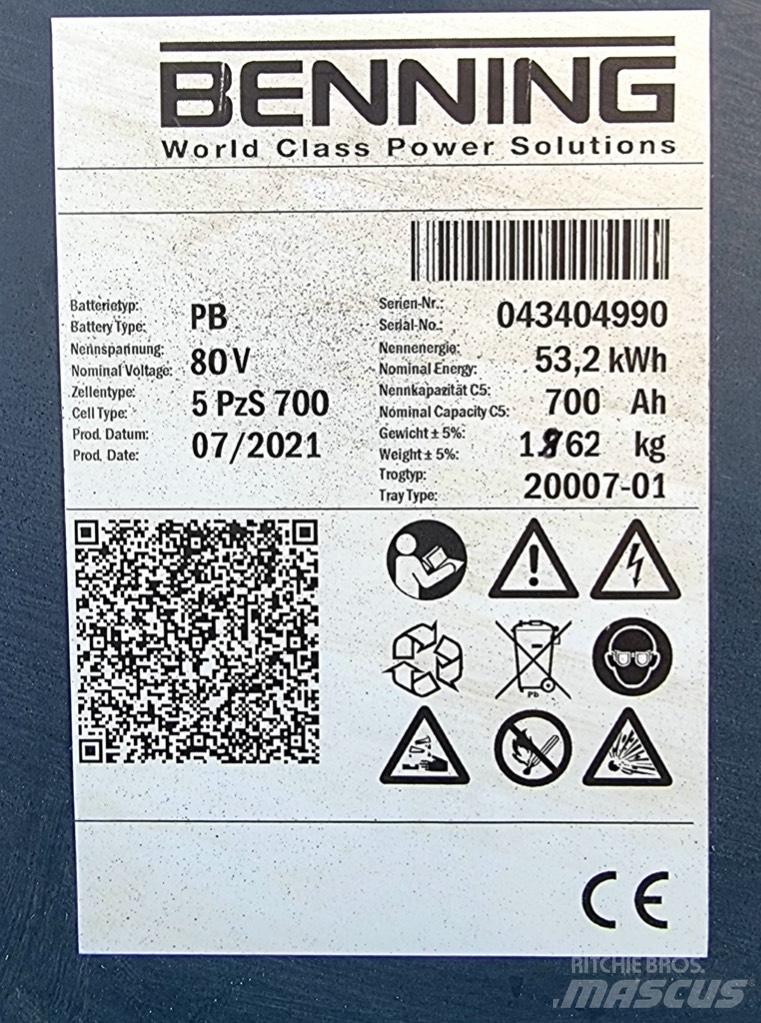 BENNING
World Class Power Solutions
Batterietyp:
Battery Type: PB
Nennspannung:
Nominal Voltage: 80 V
Zellentype:
Cell Type: 5 PzS 700
Prod. Datum:
Prod. Date: 07/2021
Serien-Nr.:
Serial-No.: 043404990
Nennenergie:
Nominal Energy: 53,2 kWh
Nennkapazität C5:
Nominal Capacity C5: 700 Ah
Gewicht ± 5%:
Weight ± 5%: kg
Trogtyp:
Tray Type: 20007-01
Pb
CE
RITCHIE BROS.
MASCUS